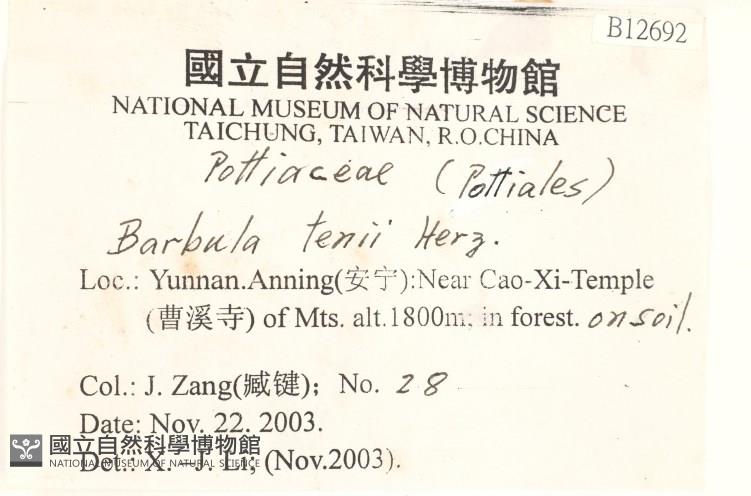 B12692
國立自然科學博物館
NATIONAL MUSEUM OF NATURAL SCIENCE
TAICHUNG, TAIWAN, R.O.CHINA
Pottiaceae (Pottiales)
Barbula tenii Herz.
Loc.: Yunnan.Anning(安宁):Near Cao-Xi-Temple
(曹溪寺) of Mts. alt.1800m, in forest. on soil.
Col.: J. Zang(臧键); No. 28
Date: Nov. 22. 2003.
國立自然科學博物館
NATIONAL MUSEUM OF NATURAL SCIENCE
Det.: X. -J. Li, (Nov.2003).